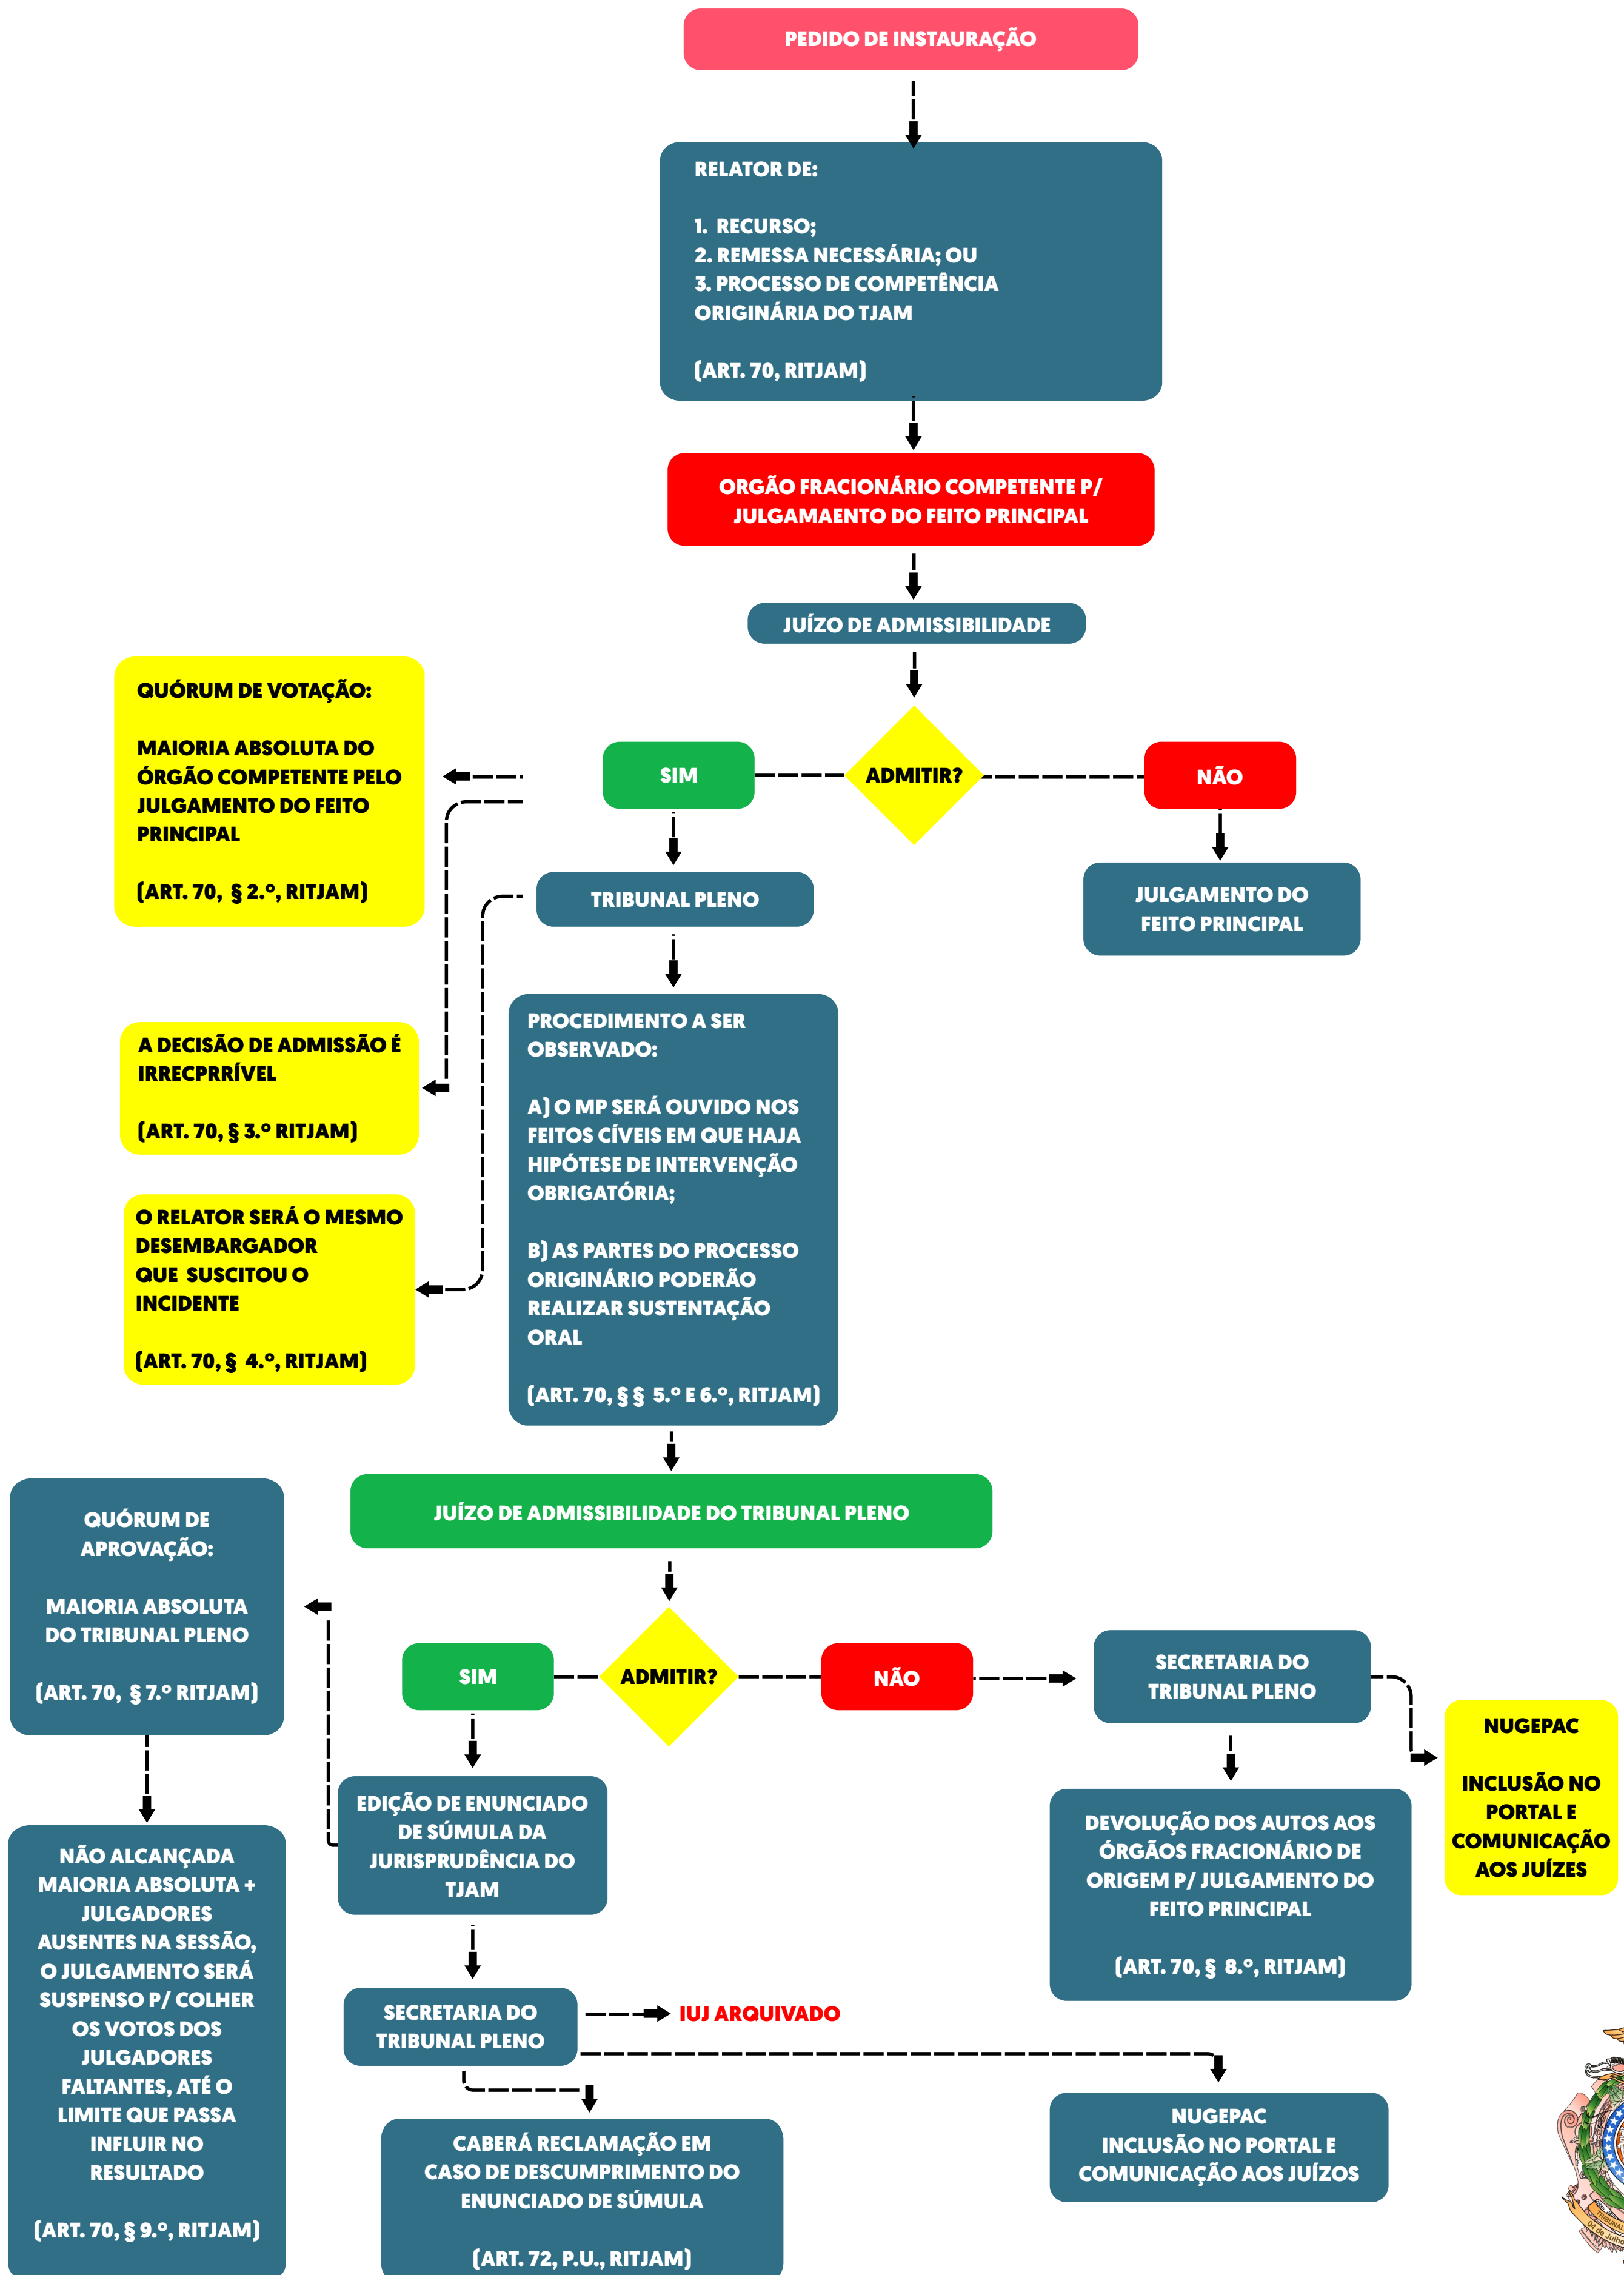 PEDIDO DE INSTAURAÇÃO
RELATOR DE:
1. RECURSO;
2. REMESSA NECESSÁRIA; OU
3. PROCESSO DE COMPETÊNCIA
ORIGINÁRIA DO TJAM
(ART. 70, RITJAM)
ORGÃO FRACIONÁRIO COMPETENTE P/
JULGAMAENTO DO FEITO PRINCIPAL
JUÍZO DE ADMISSIBILIDADE
ADMITIR?
SIM
NÃO
QUÓRUM DE VOTAÇÃO:
MAIORIA ABSOLUTA DO
ÓRGÃO COMPETENTE PELO
JULGAMENTO DO FEITO
PRINCIPAL
(ART. 70, § 2.º, RITJAM)
TRIBUNAL PLENO
JULGAMENTO DO
FEITO PRINCIPAL
A DECISÃO DE ADMISSÃO É
IRRECPRRÍVEL
(ART. 70, § 3.º RITJAM)
O RELATOR SERÁ O MESMO
DESEMBARGADOR
QUE SUSCITOU O
INCIDENTE
(ART. 70, § 4.º, RITJAM)
PROCEDIMENTO A SER
OBSERVADO:
A) O MP SERÁ OUVIDO NOS
FEITOS CÍVEIS EM QUE HAJA
HIPÓTESE DE INTERVENÇÃO
OBRIGATÓRIA;
B) AS PARTES DO PROCESSO
ORIGINÁRIO PODERÃO
REALIZAR SUSTENTAÇÃO
ORAL
(ART. 70, § § 5.º E 6.º, RITJAM)
JUÍZO DE ADMISSIBILIDADE DO TRIBUNAL PLENO
ADMITIR?
SIM
NÃO
QUÓRUM DE
APROVAÇÃO:
MAIORIA ABSOLUTA
DO TRIBUNAL PLENO
(ART. 70, § 7.º RITJAM)
NÃO ALCANÇADA
MAIORIA ABSOLUTA +
JULGADORES
AUSENTES NA SESSÃO,
O JULGAMENTO SERÁ
SUSPENSO P/ COLHER
OS VOTOS DOS
JULGADORES
FALTANTES, ATÉ O
LIMITE QUE PASSA
INFLUIR NO
RESULTADO
(ART. 70, § 9.º, RITJAM)
EDIÇÃO DE ENUNCIADO
DE SÚMULA DA
JURISPRUDÊNCIA DO
TJAM
SECRETARIA DO
TRIBUNAL PLENO
IUJ ARQUIVADO
CABERÁ RECLAMAÇÃO EM
CASO DE DESCUMPRIMENTO DO
ENUNCIADO DE SÚMULA
(ART. 72, P.U., RITJAM)
SECRETARIA DO
TRIBUNAL PLENO
NUGEPAC
INCLUSÃO NO
PORTAL E
COMUNICAÇÃO
AOS JUÍZES
DEVOLUÇÃO DOS AUTOS AOS
ÓRGÃOS FRACIONÁRIO DE
ORIGEM P/ JULGAMENTO DO
FEITO PRINCIPAL
(ART. 70, § 8.º, RITJAM)
NUGEPAC
INCLUSÃO NO PORTAL E
COMUNICAÇÃO AOS JUÍZOS
TRIBUNAL
04 de Julho